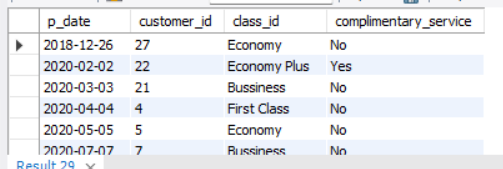 p_date customer_id class_id complimentary_service
2018-12-26 27 Economy No
2020-02-02 22 Economy Plus Yes
2020-03-03 21 Bussiness No
2020-04-04 4 First Class No
2020-05-05 5 Economy No
2020-07-07 7 Bussiness No
Result 29